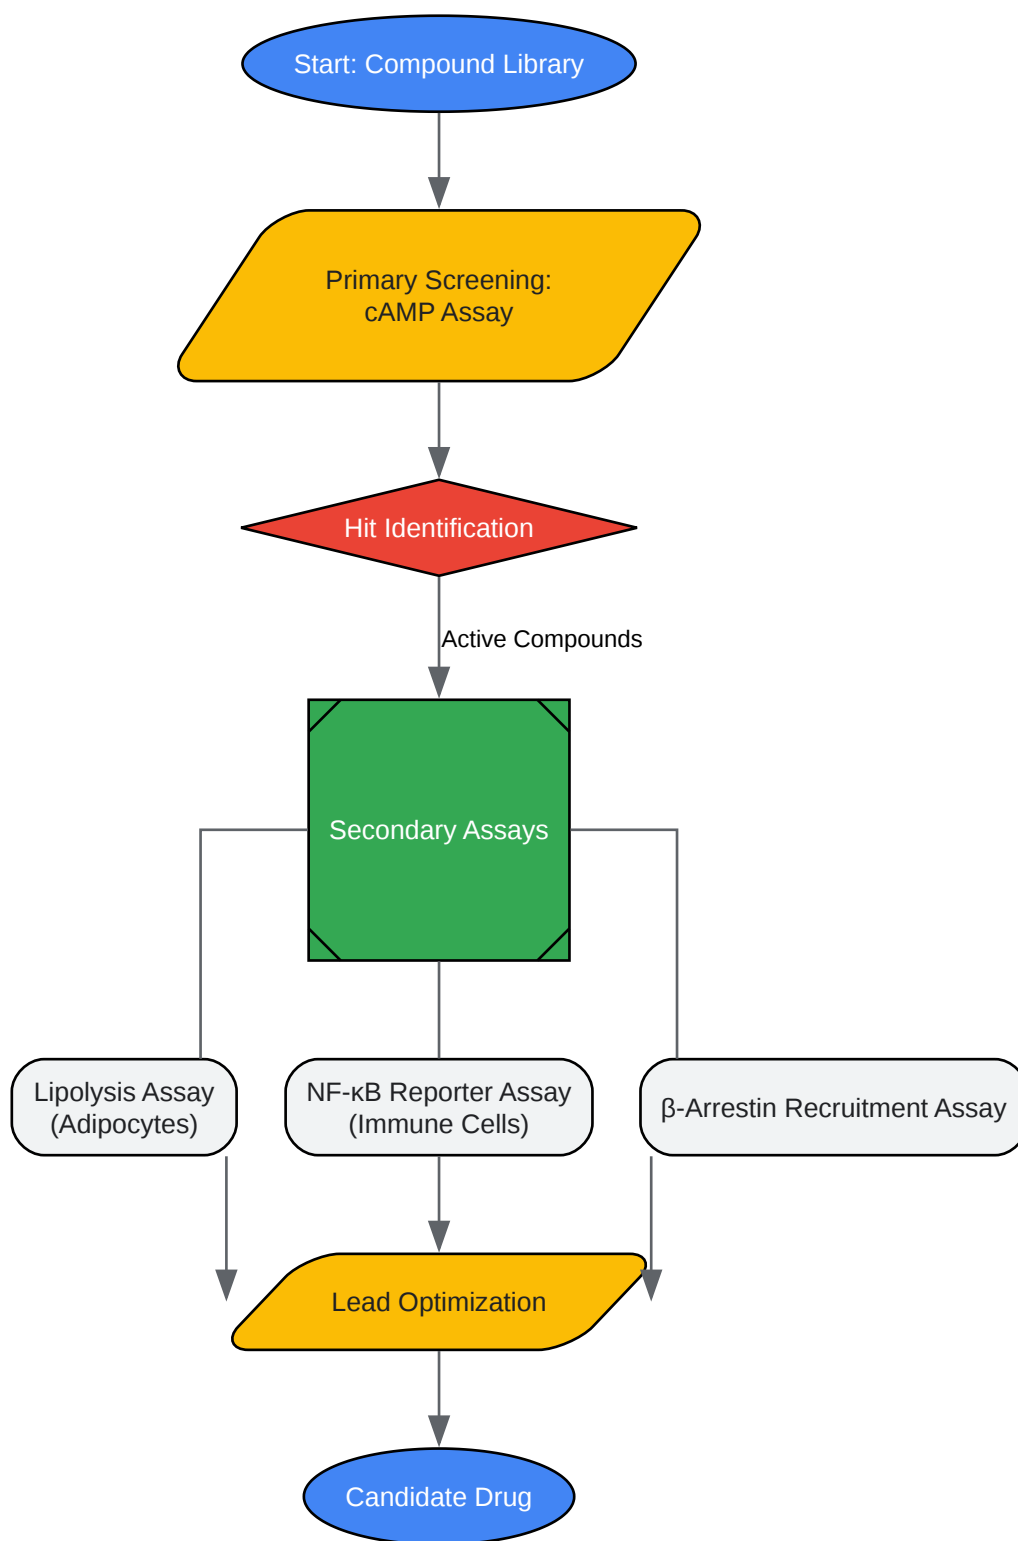 Start: Compound Library
Primary Screening:
cAMP Assay
Hit Identification
Active Compounds
Secondary Assays
Lipolysis Assay
(Adipocytes)
NF-κB Reporter Assay
(Immune Cells)
β-Arrestin Recruitment Assay
Lead Optimization
Candidate Drug